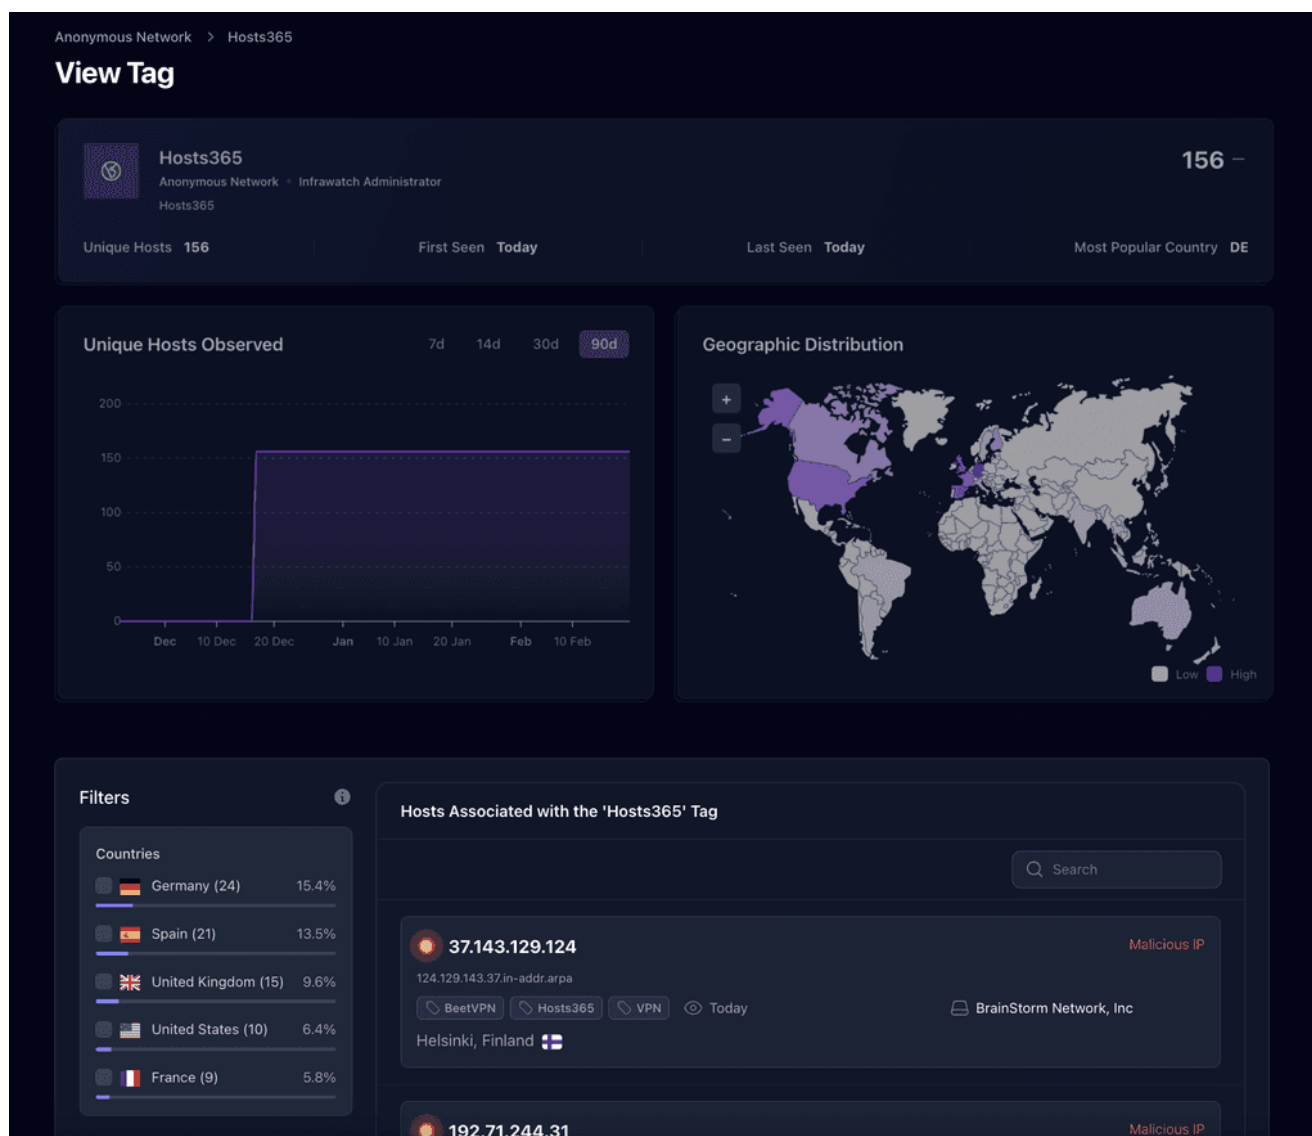 Anonymous Network > Hosts365
View Tag
Hosts365
156 –
Anonymous Network • Infrawatch Administrator
Hosts365
Unique Hosts 156
First Seen Today
Last Seen Today
Most Popular Country DE
Unique Hosts Observed
7d 14d 30d 90d
200
150
100
50
0
Dec 10 Dec 20 Dec Jan 10 Jan 20 Jan Feb 10 Feb
Geographic Distribution
+
−
Low High
Filters
Countries
Germany (24) 15.4%
Spain (21) 13.5%
United Kingdom (15) 9.6%
United States (10) 6.4%
France (9) 5.8%
Hosts Associated with the 'Hosts365' Tag
Search
37.143.129.124
Malicious IP
124.129.143.37.in-addr.arpa
BeetVPN Hosts365 VPN Today
BrainStorm Network, Inc
Helsinki, Finland
192.71.244.31
Malicious IP